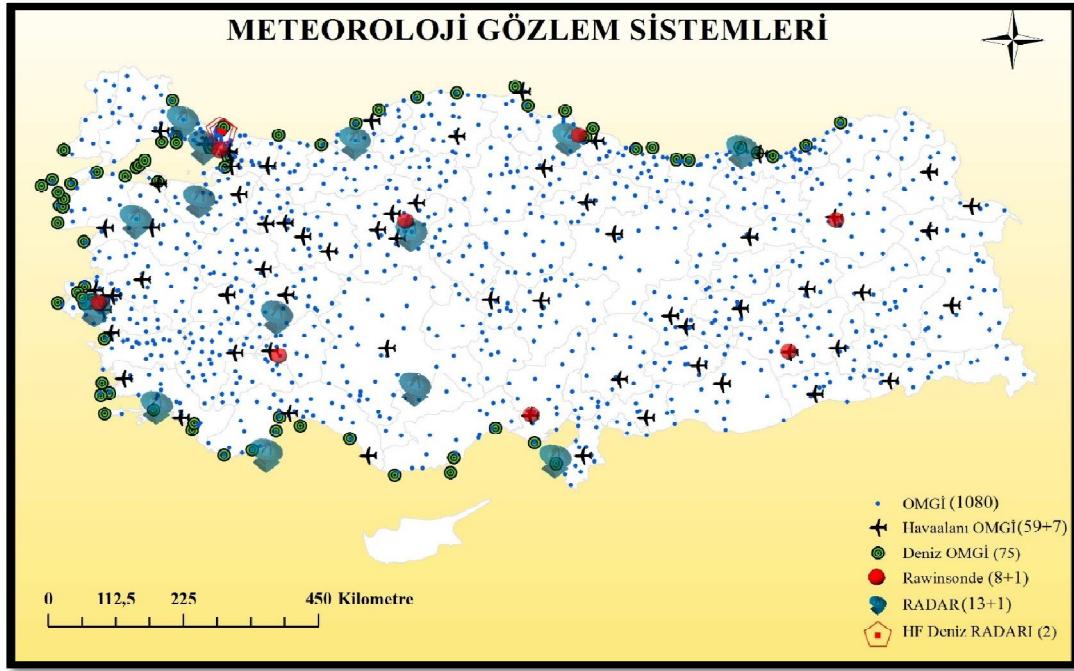 METEOROLOJİ GÖZLEM SİSTEMLERİ
OMGİ (1080)
Havaalanı OMGİ(59+7)
Deniz OMGİ (75)
Rawinsonde (8+1)
RADAR(13+1)
HF Deniz RADARI (2)
0 112,5 225 450 Kilometre